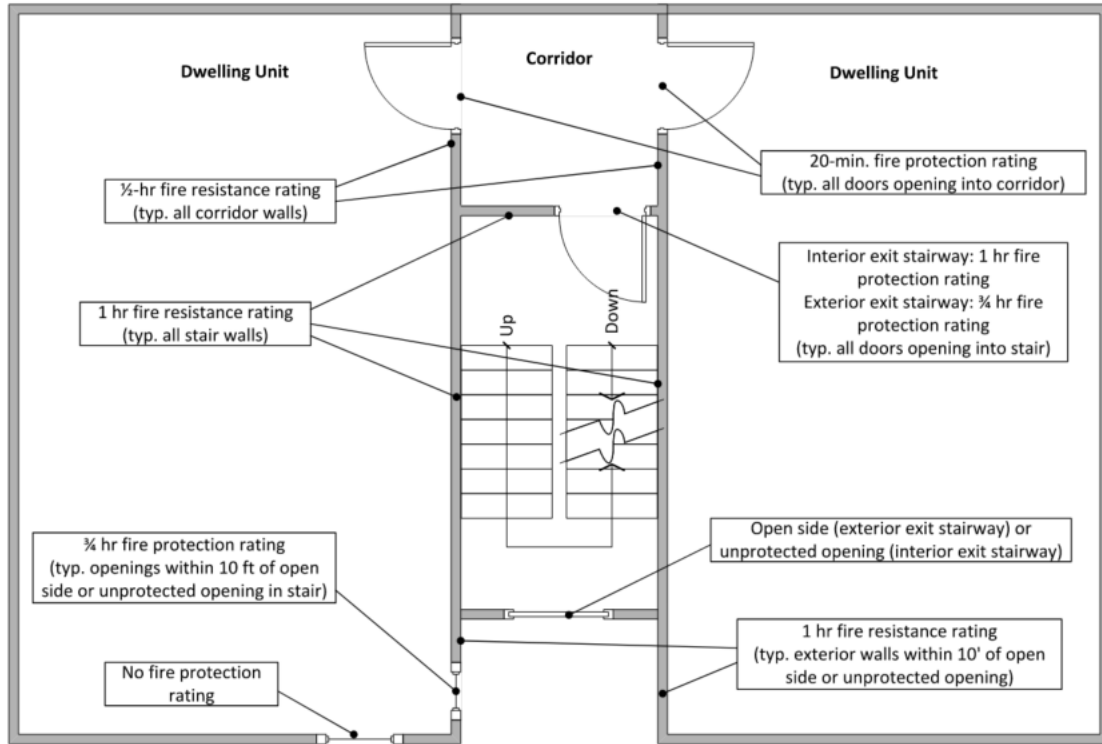 Dwelling Unit
Corridor
Dwelling Unit
½-hr fire resistance rating
(typ. all corridor walls)
20-min. fire protection rating
(typ. all doors opening into corridor)
Interior exit stairway: 1 hr fire
protection rating
Exterior exit stairway: ¾ hr fire
protection rating
(typ. all doors opening into stair)
1 hr fire resistance rating
(typ. all stair walls)
Up
Down
¾ hr fire protection rating
(typ. openings within 10 ft of open
side or unprotected opening in stair)
Open side (exterior exit stairway) or
unprotected opening (interior exit stairway)
No fire protection
rating
1 hr fire resistance rating
(typ. exterior walls within 10' of open
side or unprotected opening)